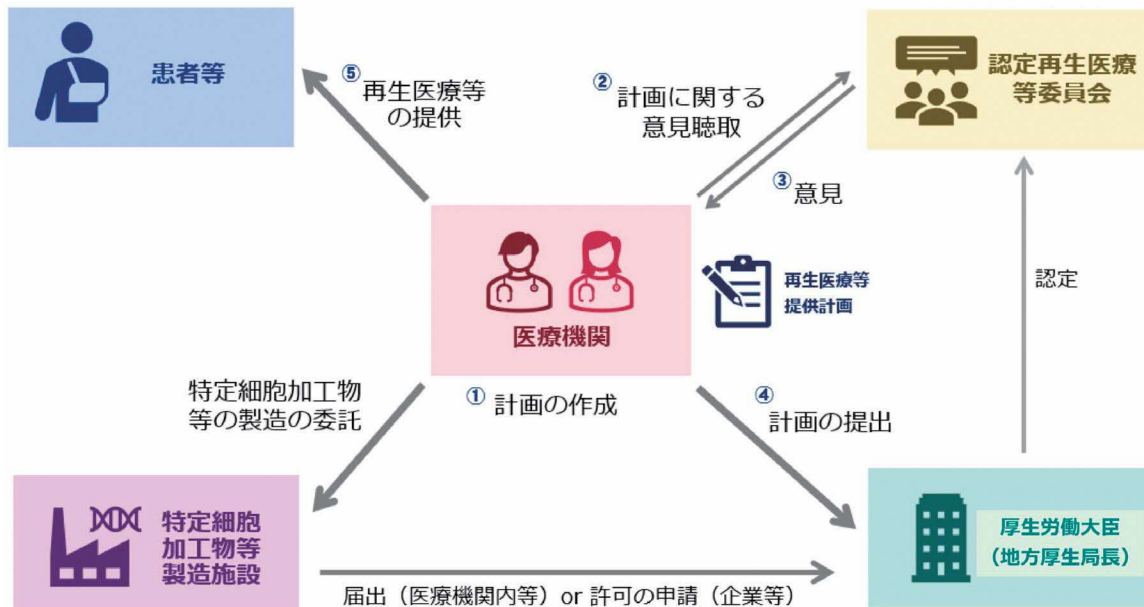 患者等
⑤
再生医療等
の提供
②
計画に関する
意見聴取
認定再生医療
等委員会
③ 意見
医療機関
再生医療等
提供計画
認定
特定細胞加工物
等の製造の委託
① 計画の作成
④
計画の提出
特定細胞
加工物等
製造施設
厚生労働大臣
（地方厚生局長）
届出（医療機関内等）or 許可の申請（企業等）